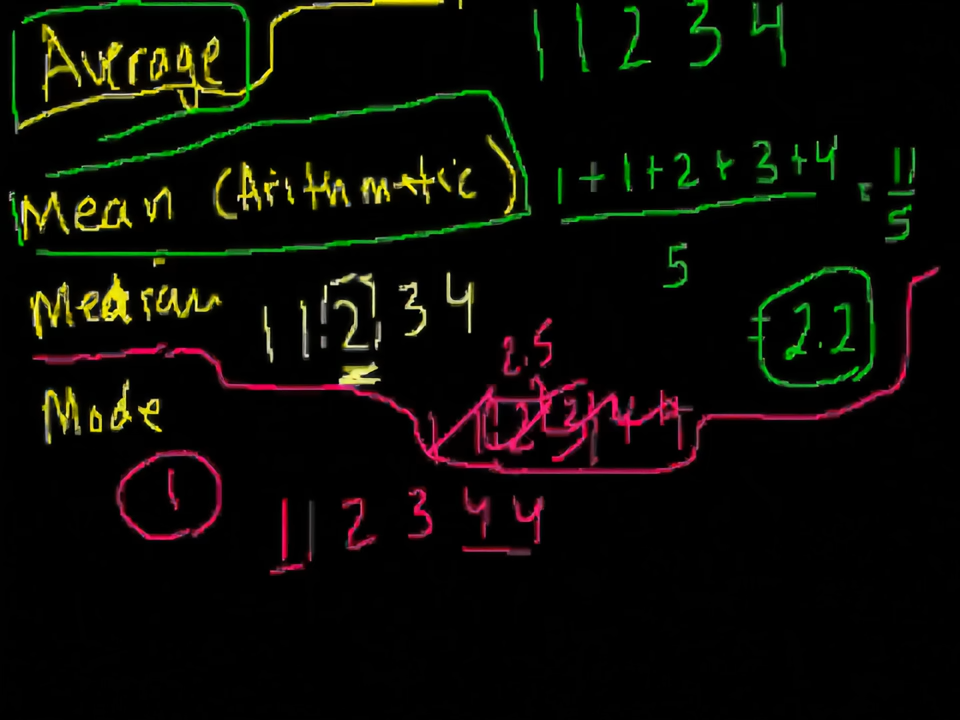 Average
1 1 2 3 4
Mean (Arithmetic)
1 + 1 + 2 + 3 + 4
5
= 11
5
= 2.2
Median
1 1 2 3 4
2.5
1 1 2 3 4 4
Mode
1
1 1 2 3 4 4